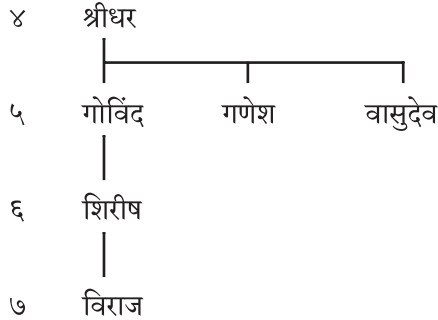 ४ श्रीधर
५ गोविंद गणेश वासुदेव
६ शिरीष
७ विराज